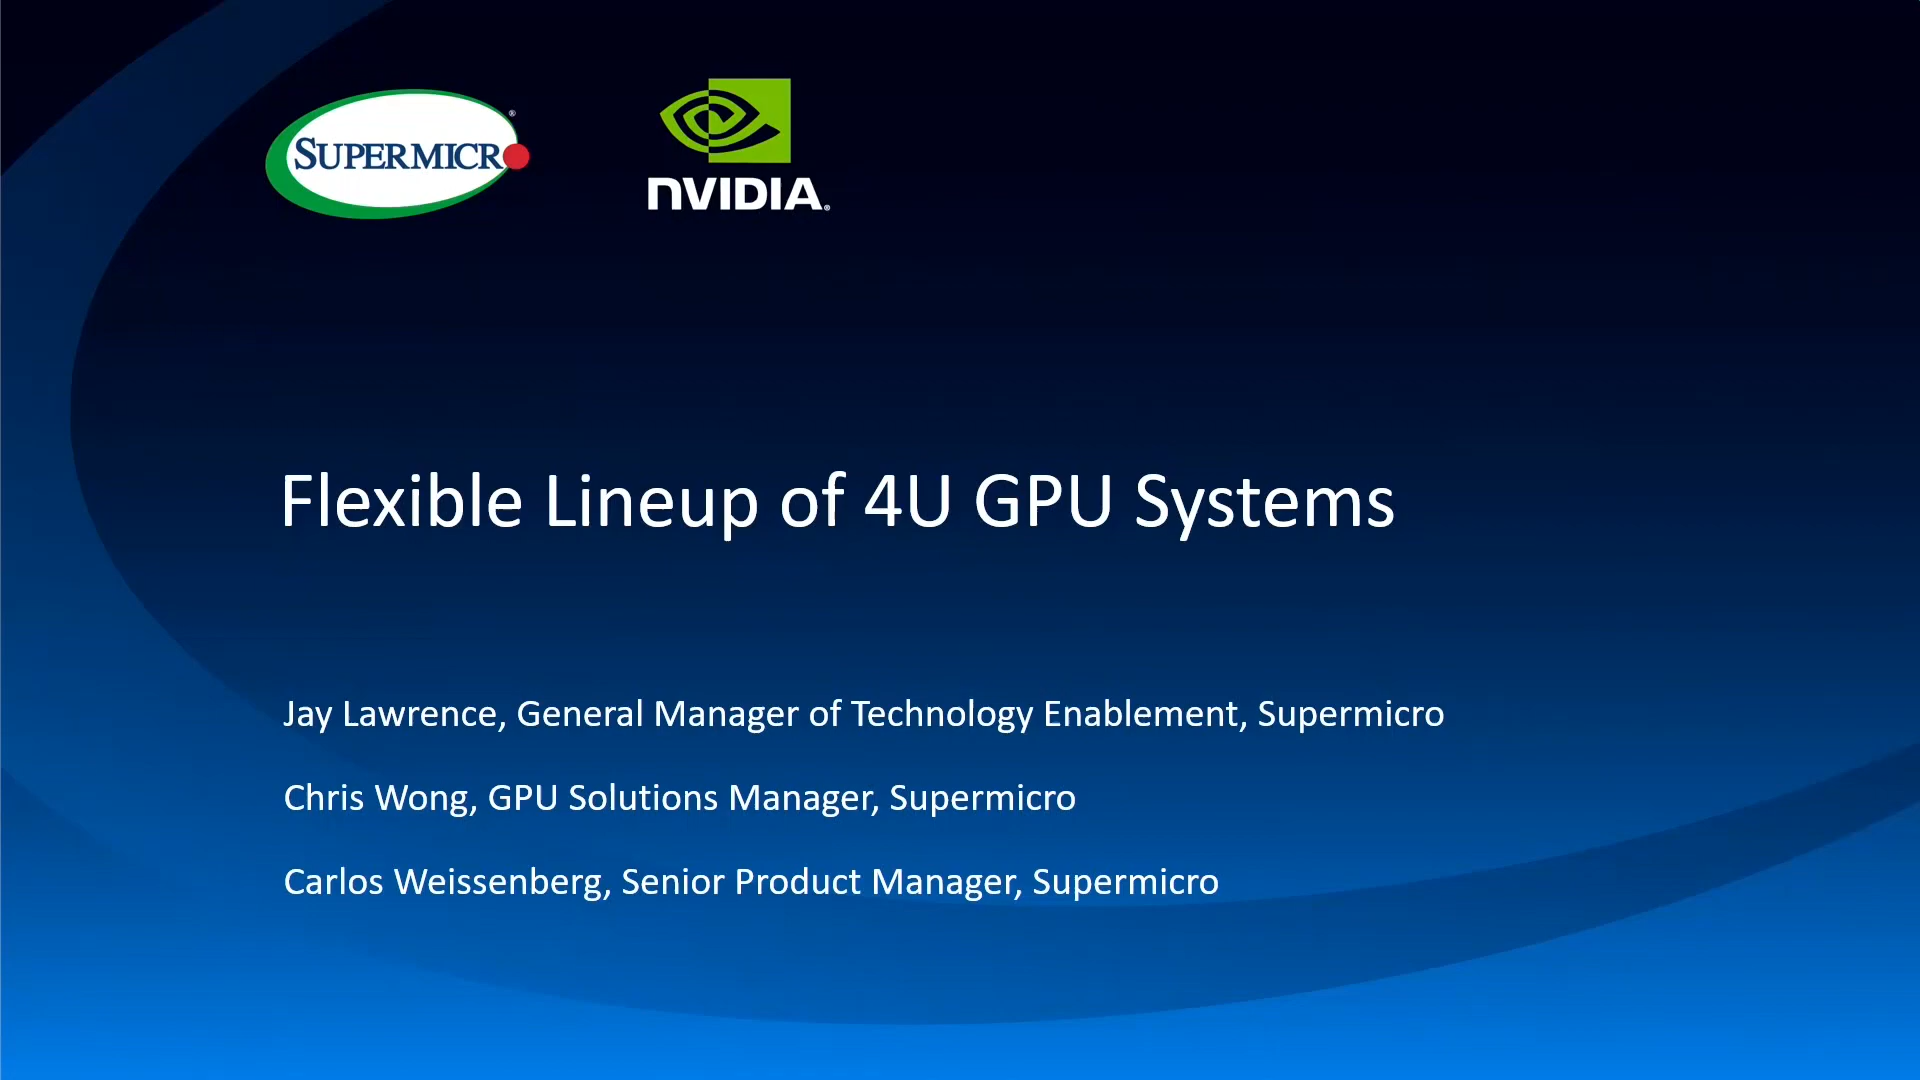 SUPERMICRO®
NVIDIA®
Flexible Lineup of 4U GPU Systems
Jay Lawrence, General Manager of Technology Enablement, Supermicro
Chris Wong, GPU Solutions Manager, Supermicro
Carlos Weissenberg, Senior Product Manager, Supermicro